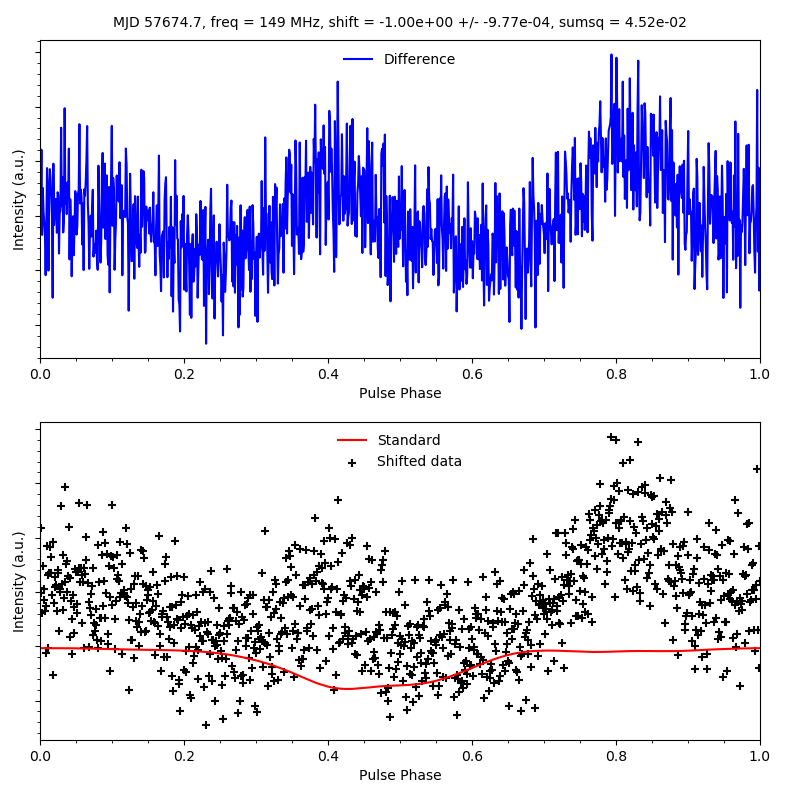 MJD 57674.7, freq = 149 MHz, shift = -1.00e+00 +/- -9.77e-04, sumsq = 4.52e-02
Difference
Intensity (a.u.)
0.0 0.2 0.4 0.6 0.8 1.0
Pulse Phase
Standard
Shifted data
Intensity (a.u.)
0.0 0.2 0.4 0.6 0.8 1.0
Pulse Phase